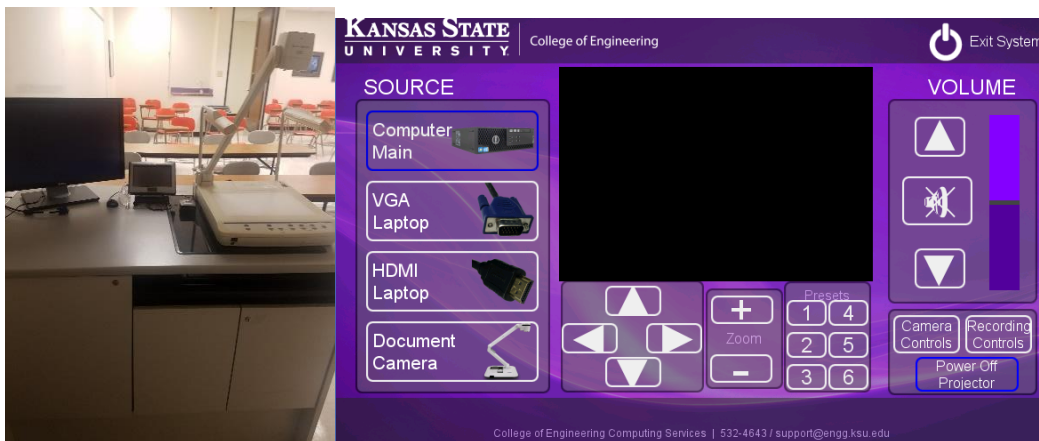 KANSAS STATE
UNIVERSITY
College of Engineering
Exit System
SOURCE
Computer
Main
VGA
Laptop
HDMI
Laptop
Document
Camera
Presets
1 4
Zoom
2 5
3 6
VOLUME
Camera
Controls
Recording
Controls
Power Off
Projector
College of Engineering Computing Services | 532-4643 / support@engg.ksu.edu